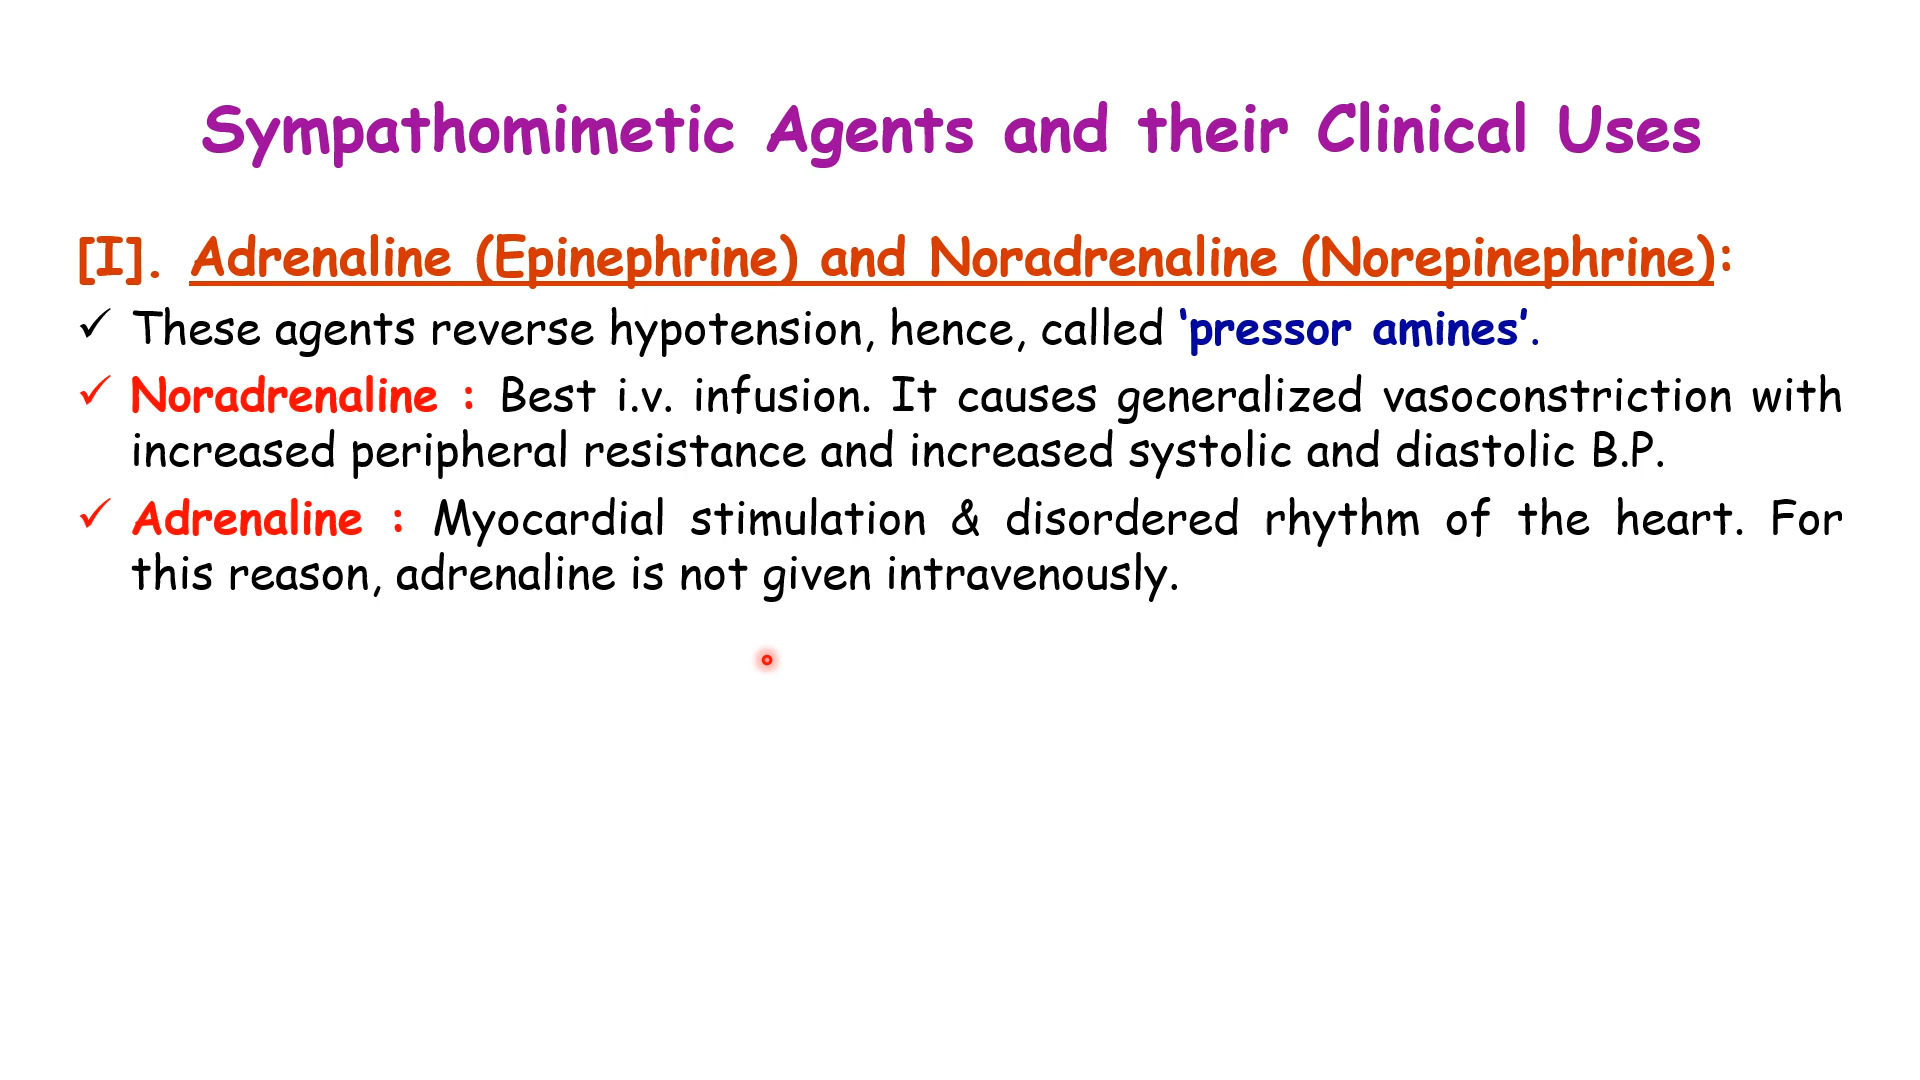 Sympathomimetic Agents and their Clinical Uses
[I]. Adrenaline (Epinephrine) and Noradrenaline (Norepinephrine):
✓ These agents reverse hypotension, hence, called ‘pressor amines’.
✓ Noradrenaline : Best i.v. infusion. It causes generalized vasoconstriction with
increased peripheral resistance and increased systolic and diastolic B.P.
✓ Adrenaline : Myocardial stimulation & disordered rhythm of the heart. For
this reason, adrenaline is not given intravenously.